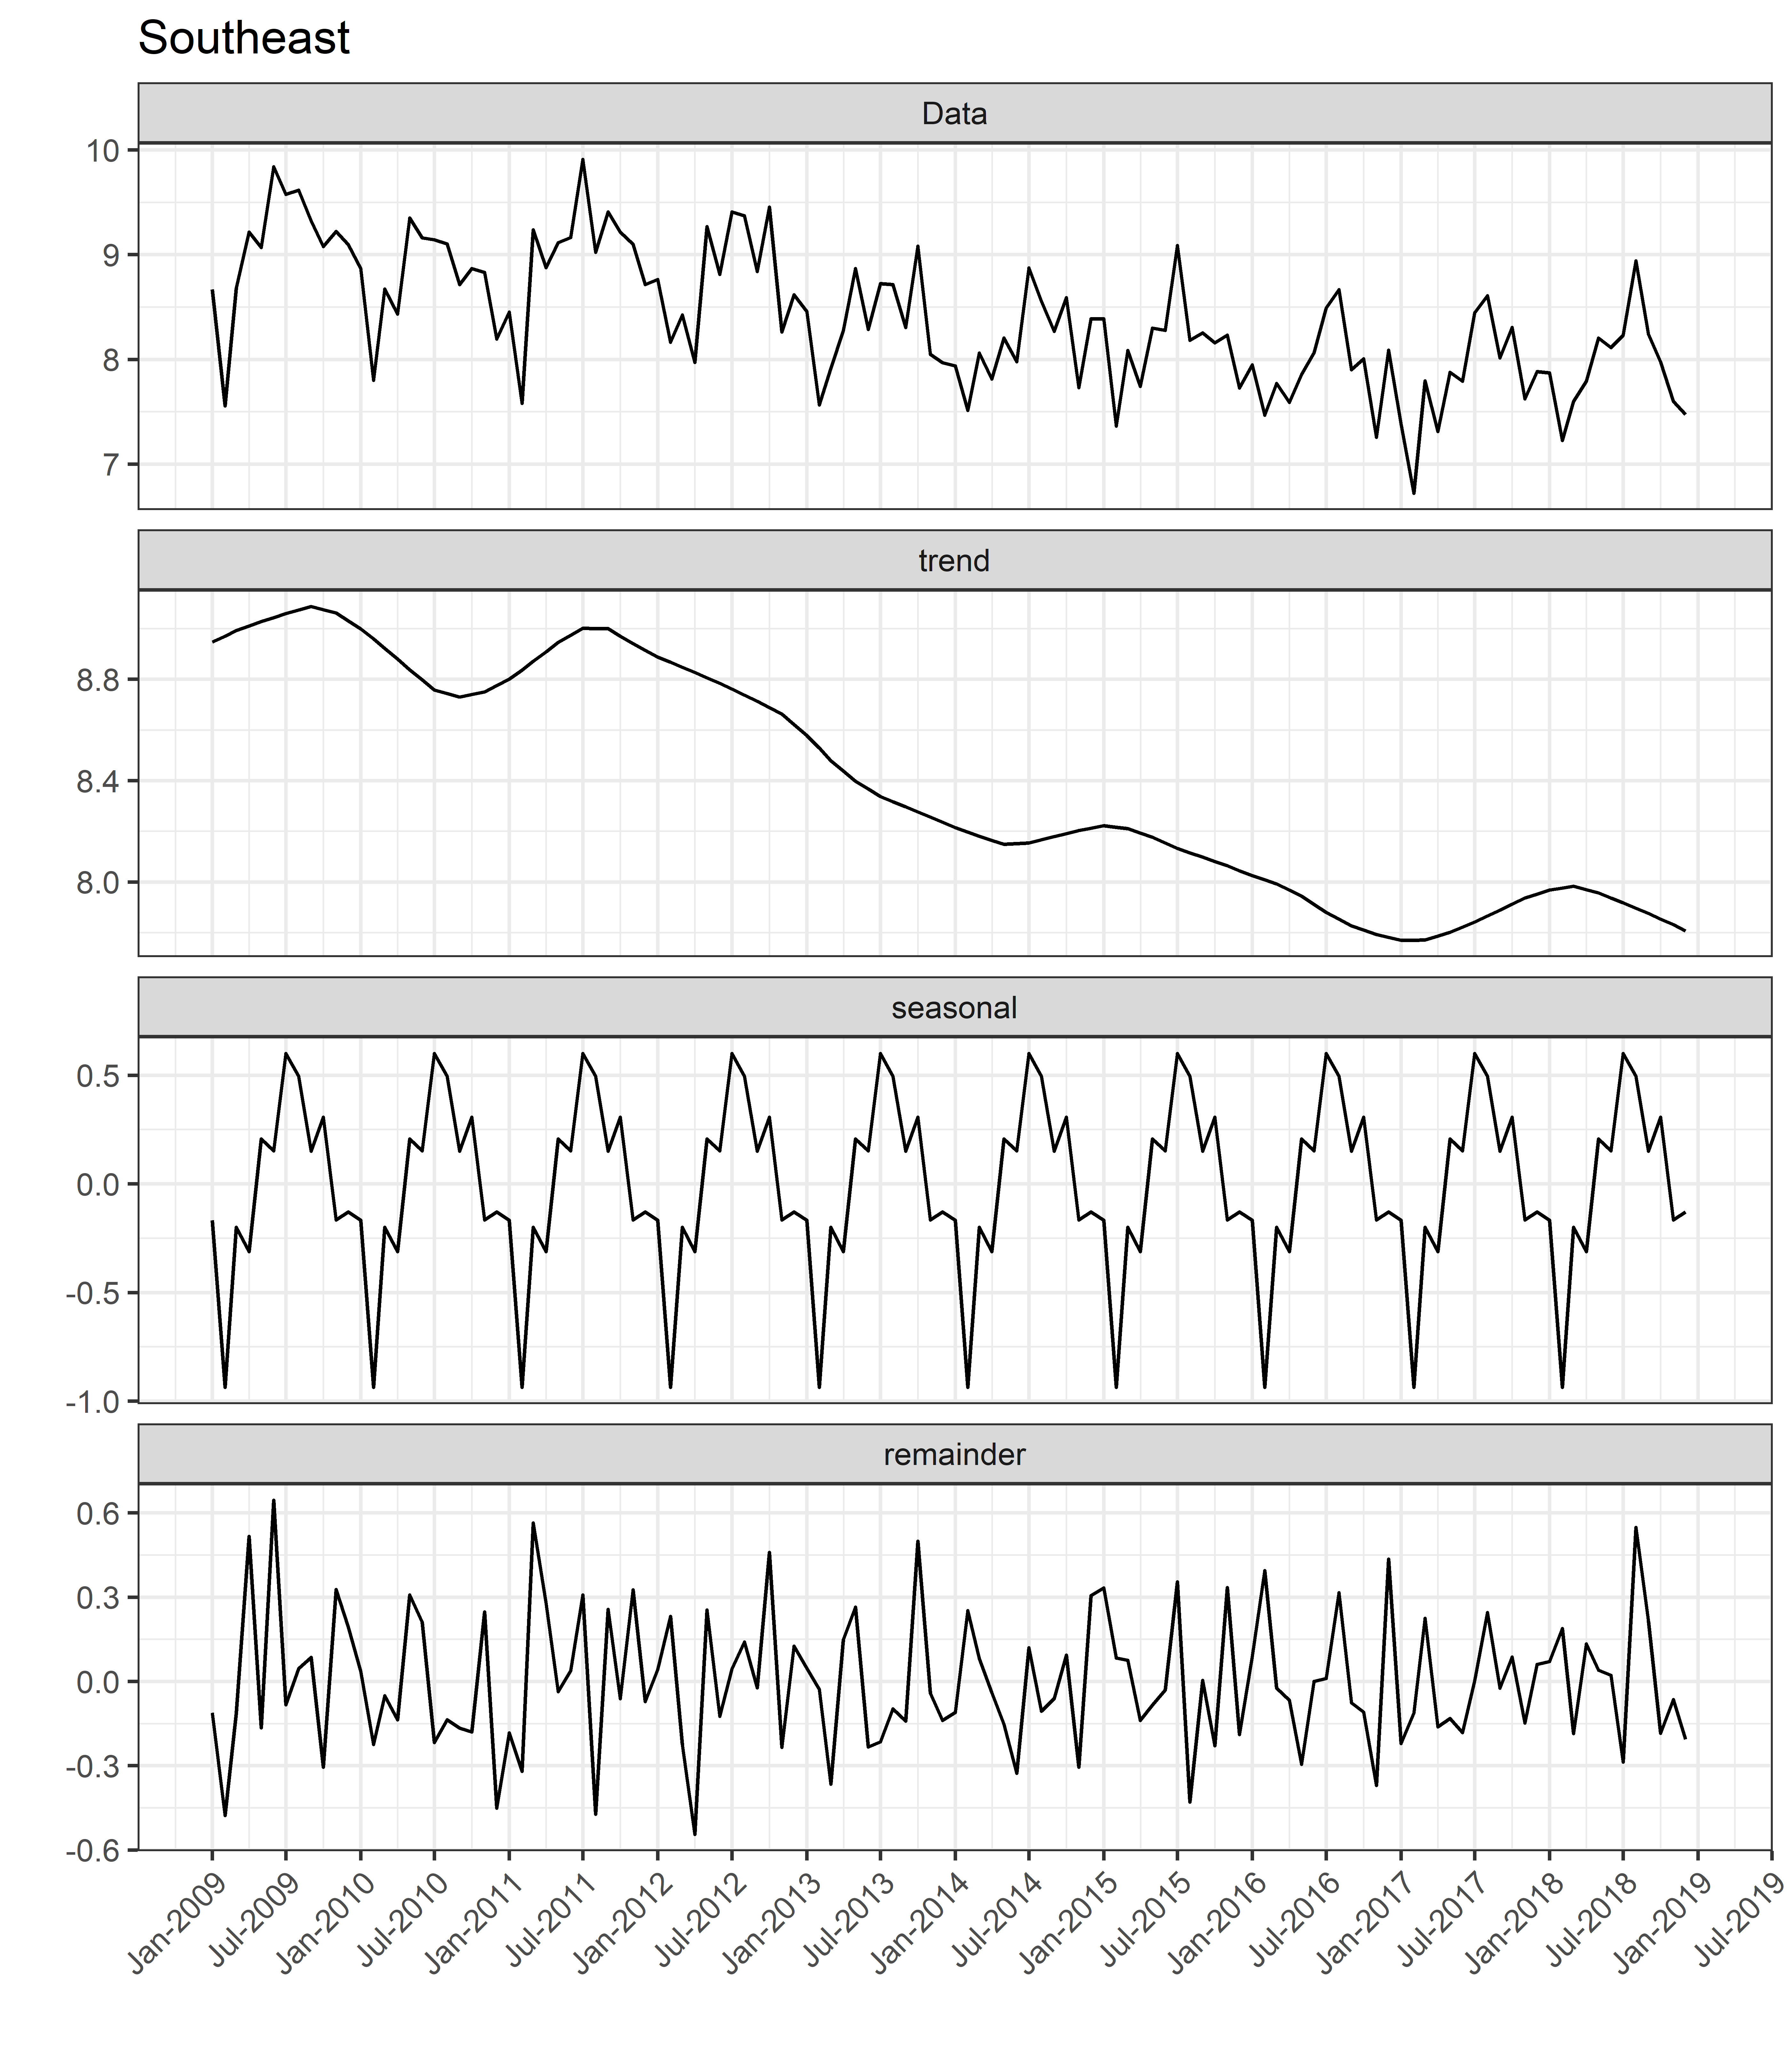 Southeast
Data
10
9
8
7
trend
8.8
8.4
8.0
seasonal
0.5
0.0
-0.5
-1.0
remainder
0.6
0.3
0.0
-0.3
-0.6
Jan-2009
Jul-2009
Jan-2010
Jul-2010
Jan-2011
Jul-2011
Jan-2012
Jul-2012
Jan-2013
Jul-2013
Jan-2014
Jul-2014
Jan-2015
Jul-2015
Jan-2016
Jul-2016
Jan-2017
Jul-2017
Jan-2018
Jul-2018
Jan-2019
Jul-2019